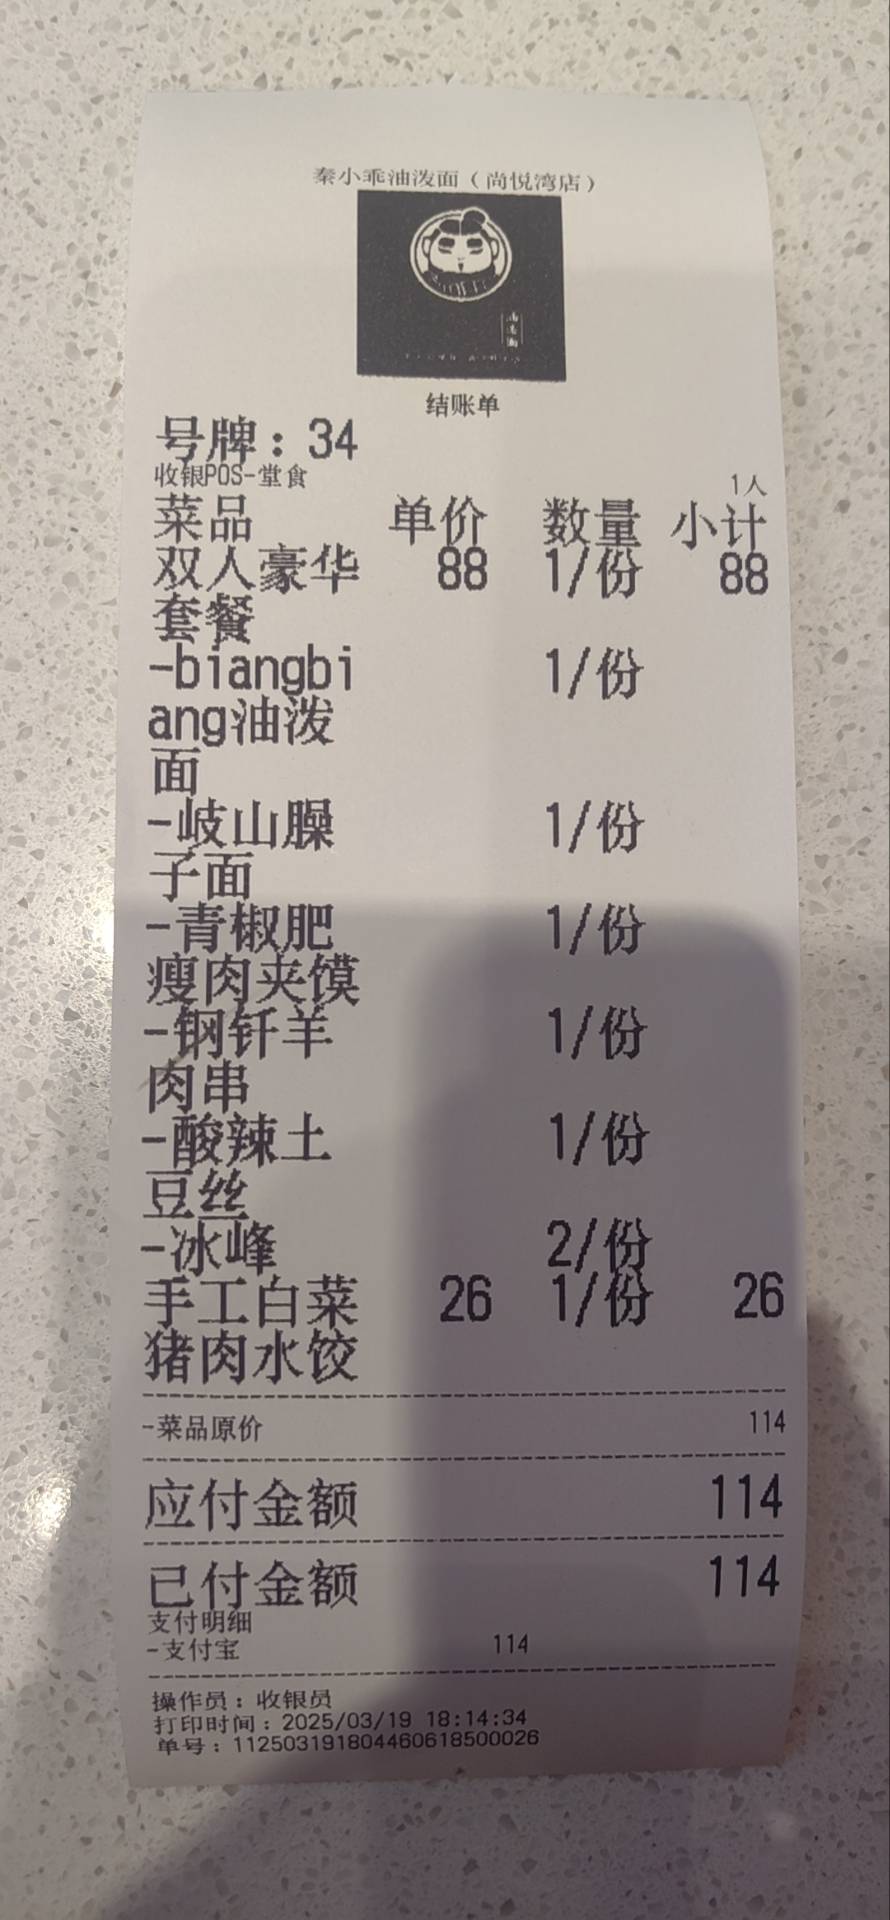 秦小乖油泼面（尚悦湾店）
油泼面
结账单
号牌：34
收银POS-堂食
1人
菜品 单价 数量 小计
双人豪华 88 1/份 88
套餐
-biangbi 1/份
ang油泼
面
-岐山臊 1/份
子面
-青椒肥 1/份
瘦肉夹馍
-钢钎羊 1/份
肉串
-酸辣土 1/份
豆丝
-冰峰 2/份
手工白菜 26 1/份 26
猪肉水饺
-菜品原价 114
应付金额 114
已付金额 114
支付明细
-支付宝 114
操作员：收银员
打印时间：2025/03/19 18:14:34
单号：112503191804460618500026